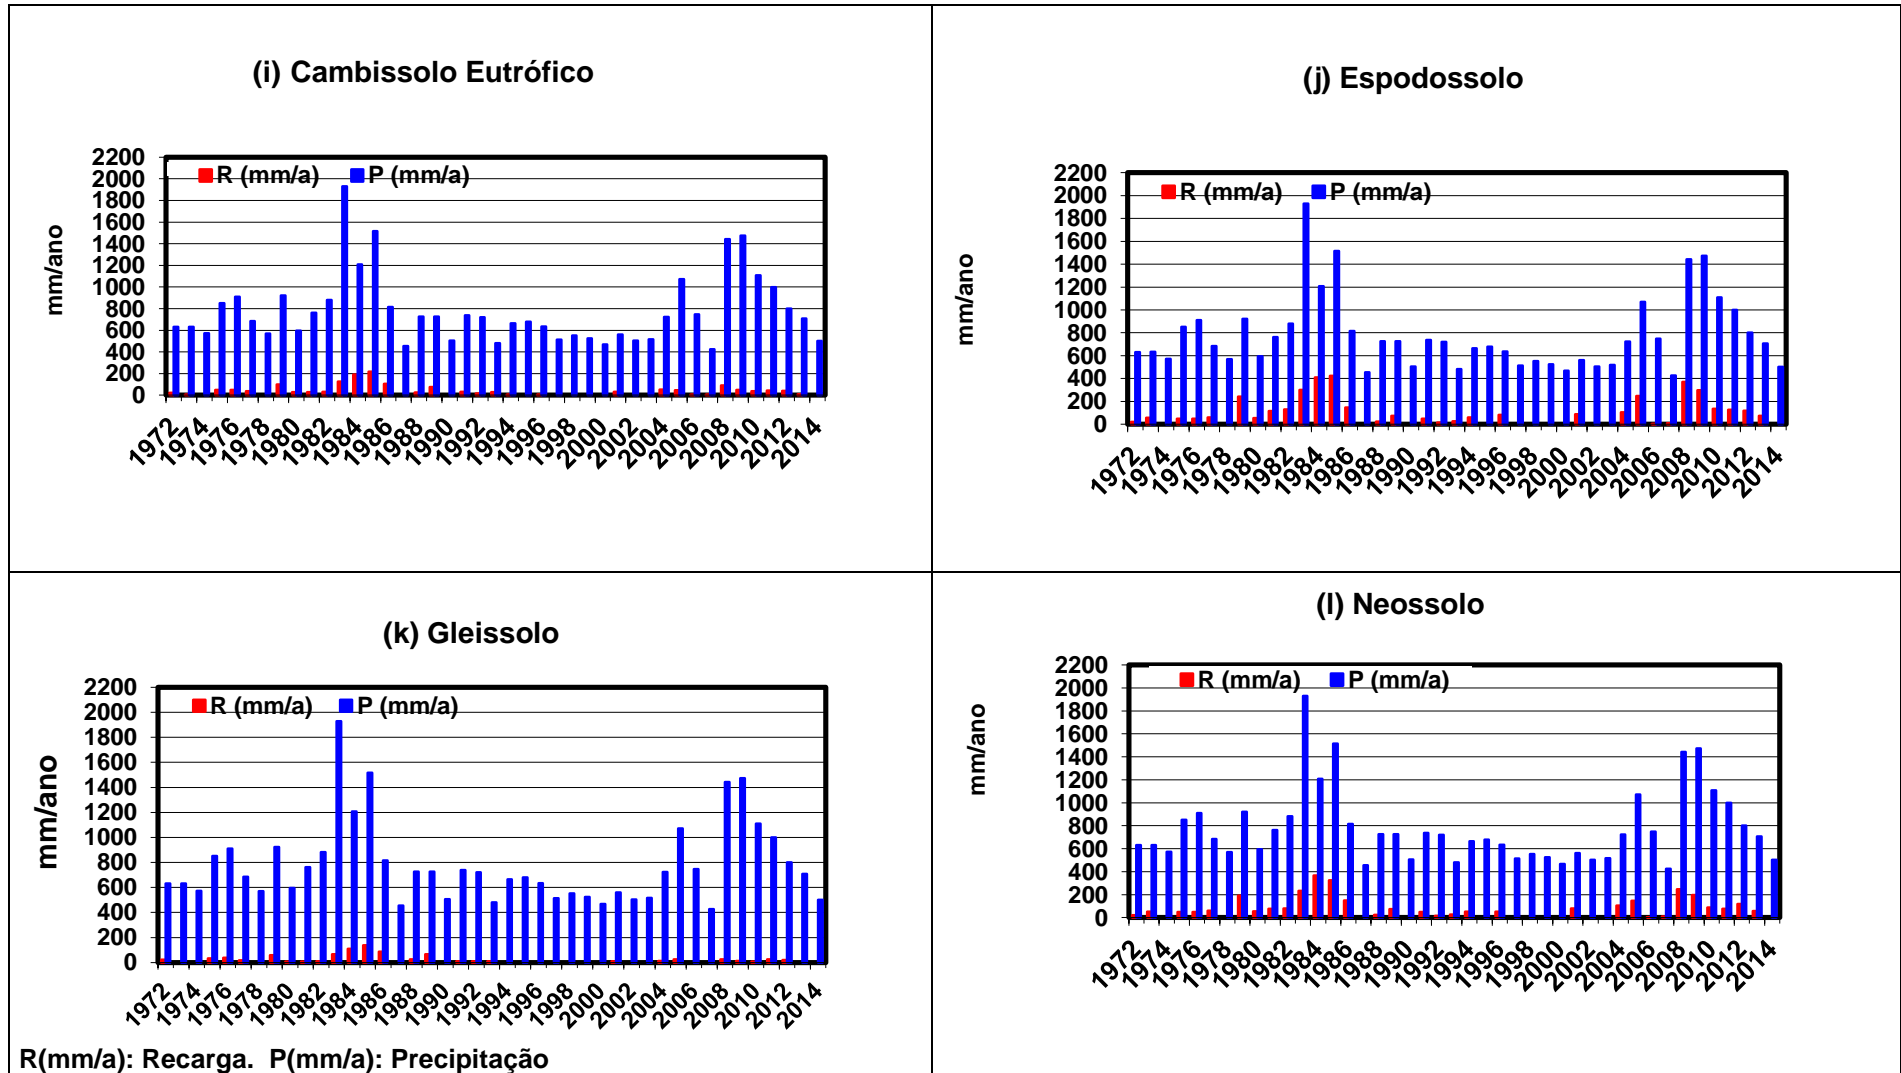 (i) Cambissolo Eutrófico
mm/ano
2200
2000
1800
1600
1400
1200
1000
800
600
400
200
0
R (mm/a) P (mm/a)
1972 1974 1976 1978 1980 1982 1984 1986 1988 1990 1992 1994 1996 1998 2000 2002 2004 2006 2008 2010 2012 2014
(j) Espodossolo
mm/ano
2200
2000
1800
1600
1400
1200
1000
800
600
400
200
0
R (mm/a) P (mm/a)
1972 1974 1976 1978 1980 1982 1984 1986 1988 1990 1992 1994 1996 1998 2000 2002 2004 2006 2008 2010 2012 2014
(k) Gleissolo
mm/ano
2200
2000
1800
1600
1400
1200
1000
800
600
400
200
0
R (mm/a) P (mm/a)
1972 1974 1976 1978 1980 1982 1984 1986 1988 1990 1992 1994 1996 1998 2000 2002 2004 2006 2008 2010 2012 2014
R(mm/a): Recarga. P(mm/a): Precipitação
(l) Neossolo
mm/ano
2200
2000
1800
1600
1400
1200
1000
800
600
400
200
0
R (mm/a) P (mm/a)
1972 1974 1976 1978 1980 1982 1984 1986 1988 1990 1992 1994 1996 1998 2000 2002 2004 2006 2008 2010 2012 2014